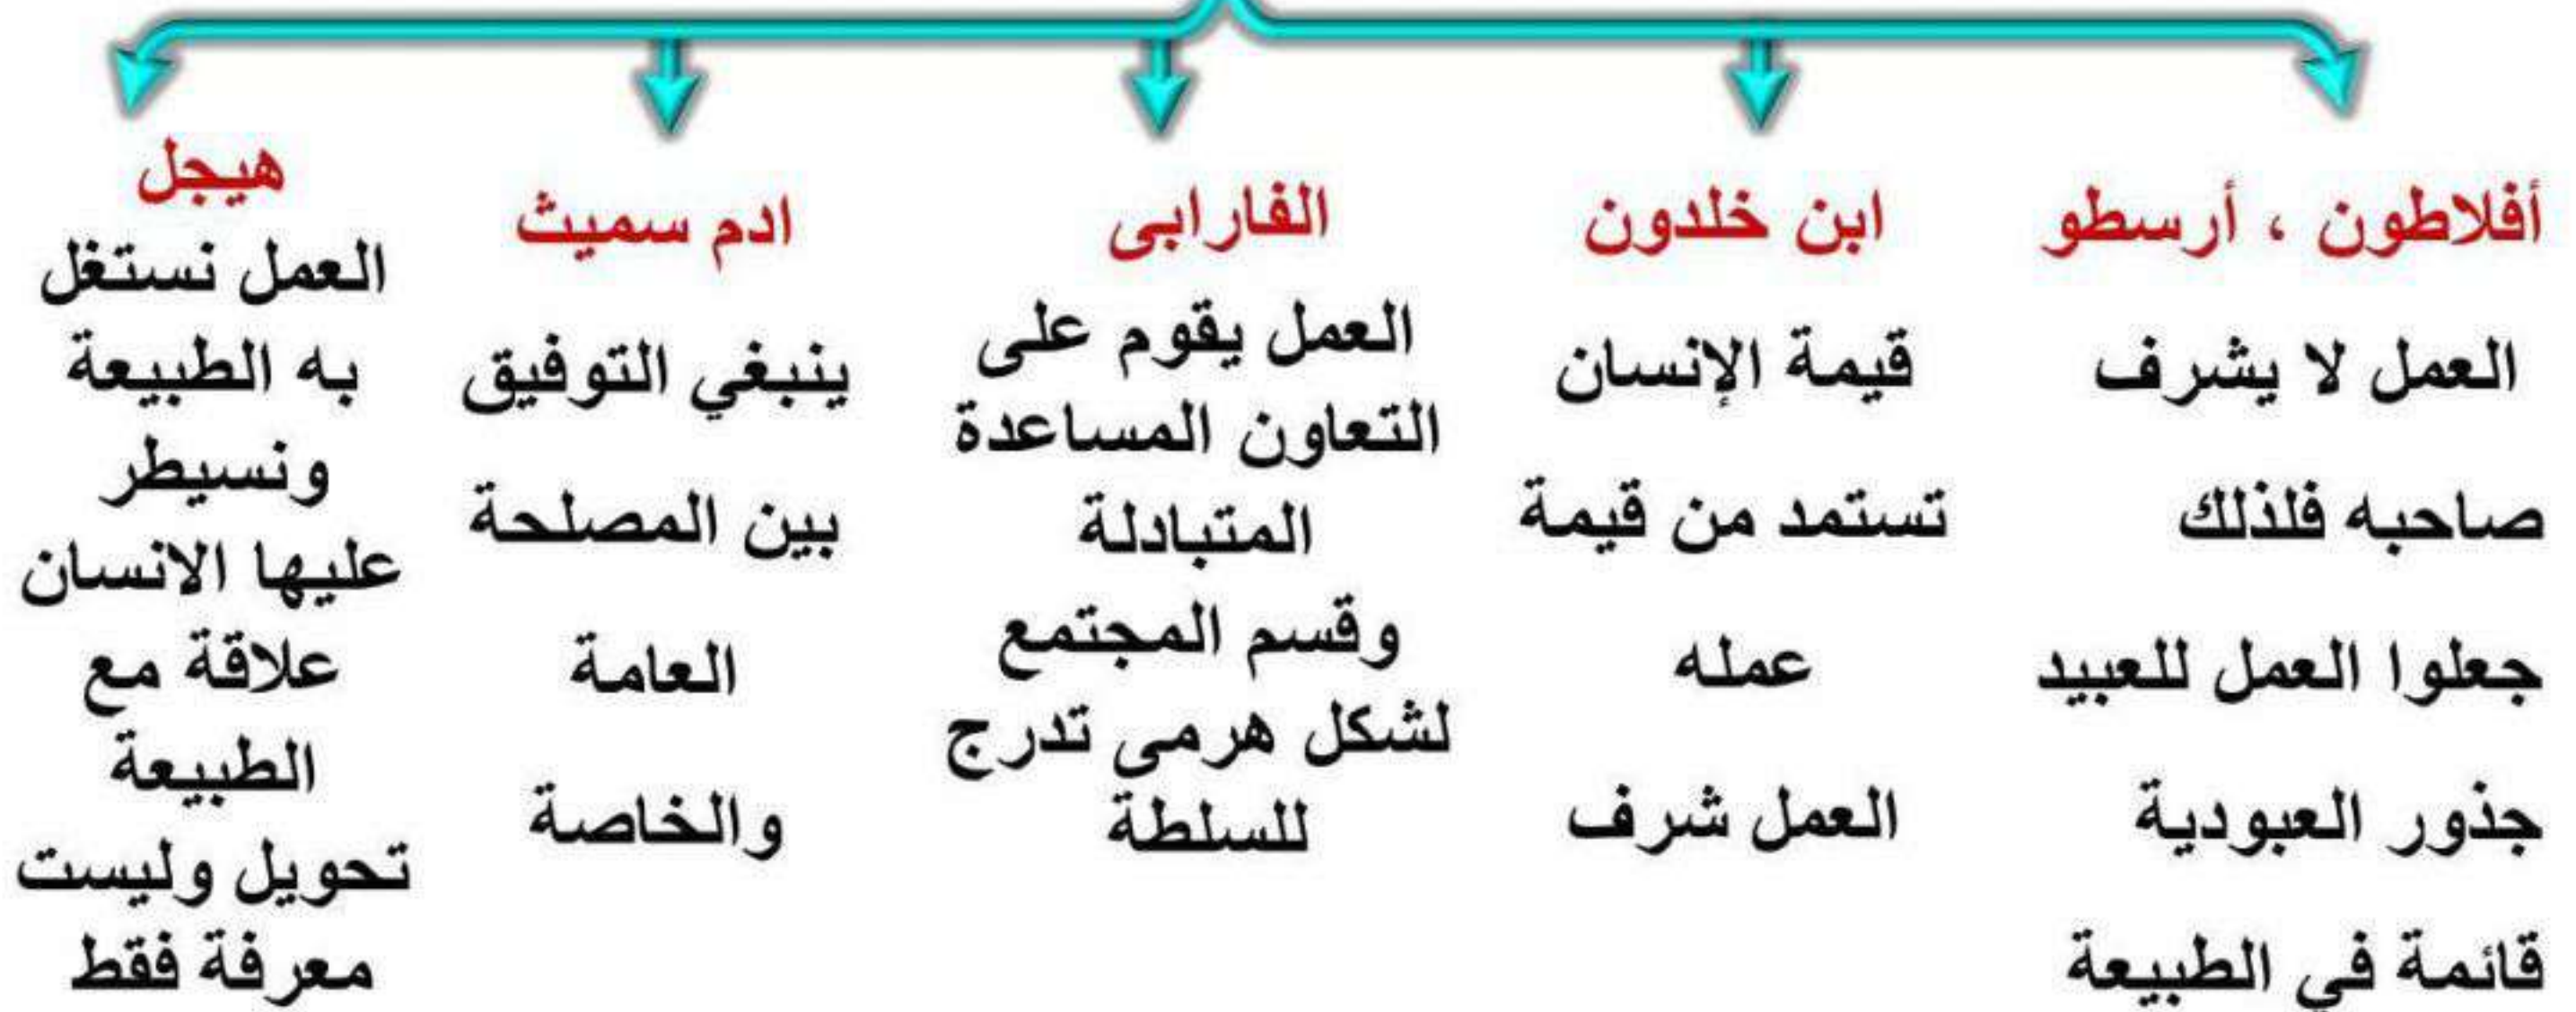 أفلاطون ، أرسطو
العمل لا يشرف
صاحبه فلذلك
جعلوا العمل للعبيد
جذور العبودية
قائمة في الطبيعة
ابن خلدون
قيمة الإنسان
تستمد من قيمة
عمله
العمل شرف
الفارابى
العمل يقوم على
التعاون المساعدة
المتبادلة
وقسم المجتمع
لشكل هرمى تدرج
للسلطة
ادم سميث
ينبغي التوفيق
بين المصلحة
العامة
والخاصة
هيجل
العمل نستغل
به الطبيعة
ونسيطر
عليها الانسان
علاقة مع
الطبيعة
تحويل وليست
معرفة فقط